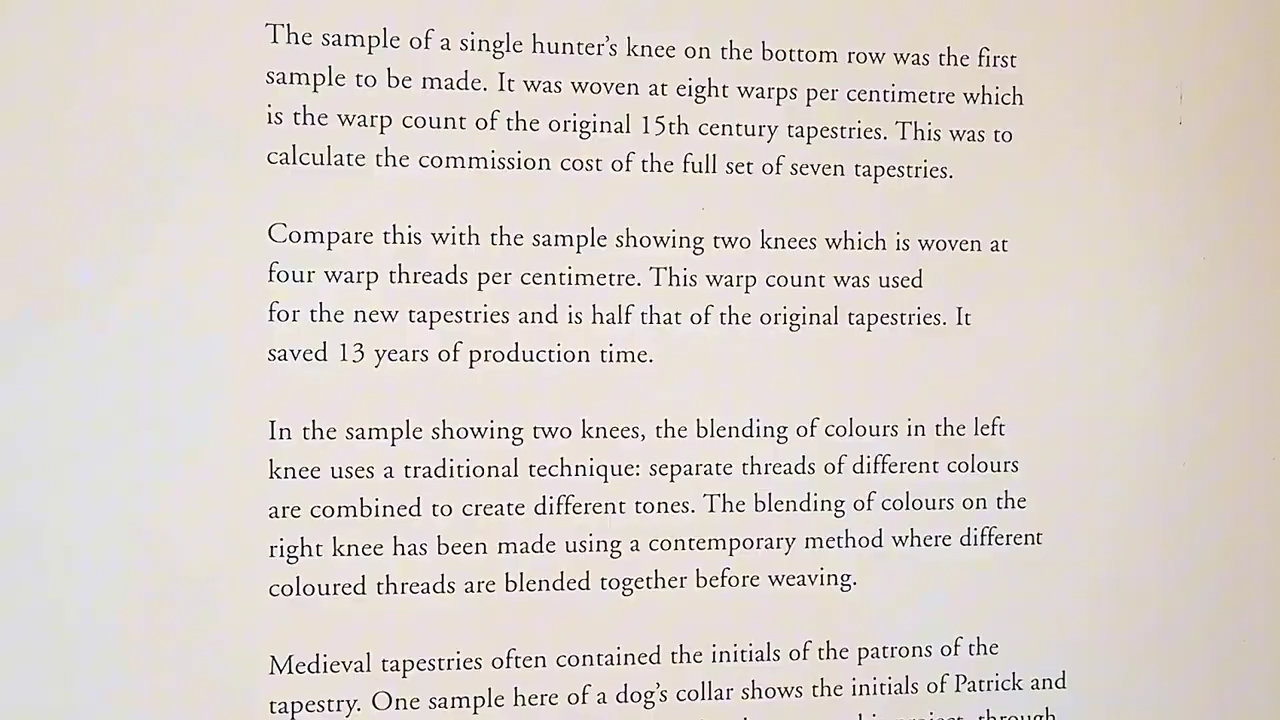 The sample of a single hunter's knee on the bottom row was the first
sample to be made. It was woven at eight warps per centimetre which
is the warp count of the original 15th century tapestries. This was to
calculate the commission cost of the full set of seven tapestries.
Compare this with the sample showing two knees which is woven at
four warp threads per centimetre. This warp count was used
for the new tapestries and is half that of the original tapestries. It
saved 13 years of production time.
In the sample showing two knees, the blending of colours in the left
knee uses a traditional technique: separate threads of different colours
are combined to create different tones. The blending of colours on the
right knee has been made using a contemporary method where different
coloured threads are blended together before weaving.
Medieval tapestries often contained the initials of the patrons of the
tapestry. One sample here of a dog's collar shows the initials of Patrick and
project, through